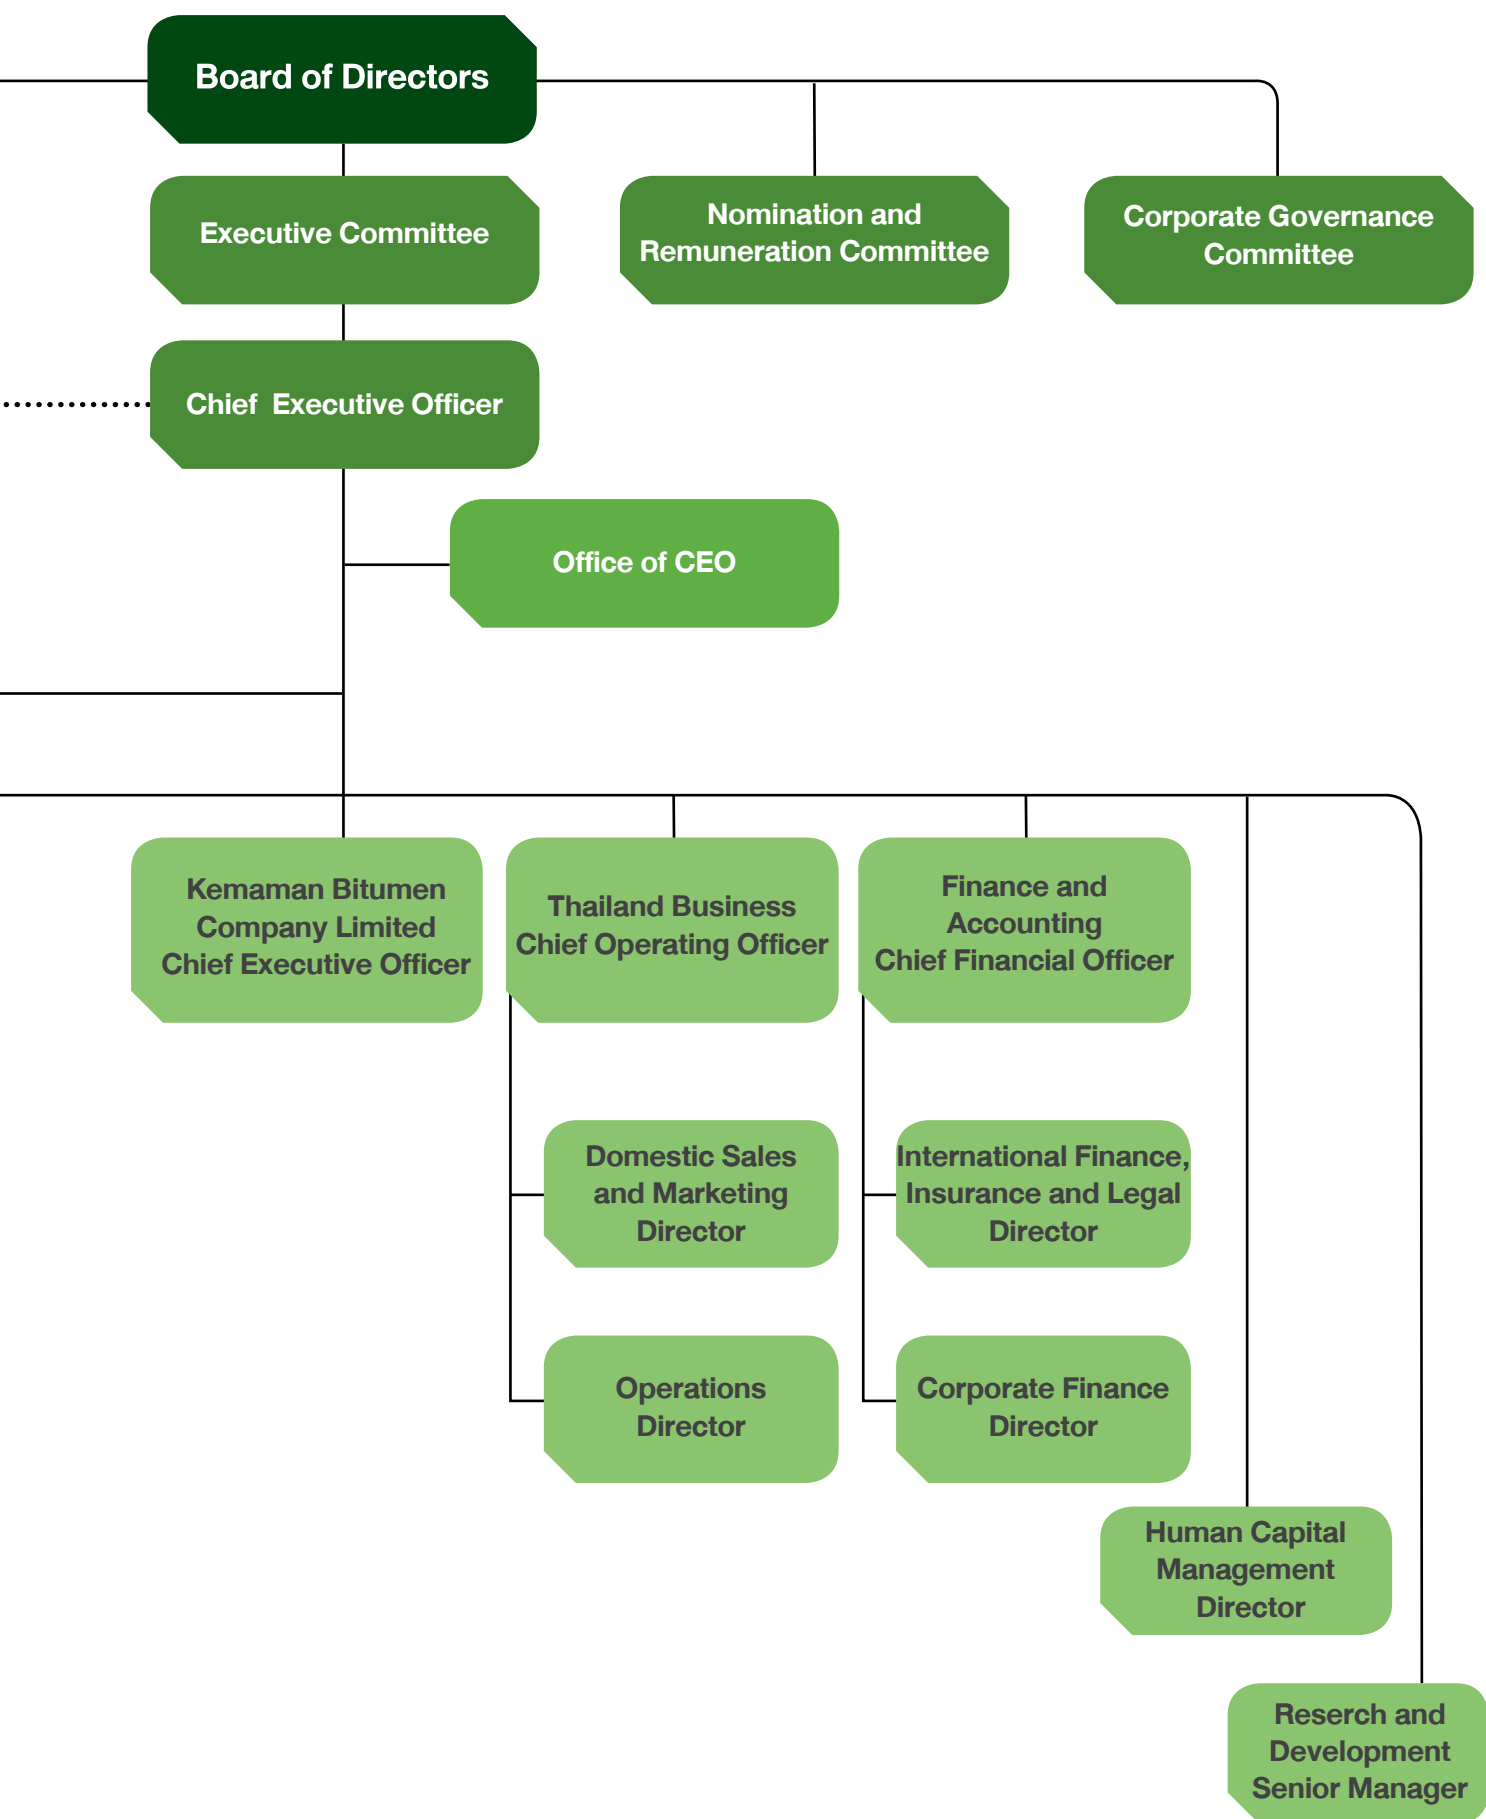 Board of Directors
Executive Committee
Nomination and
Remuneration Committee
Corporate Governance
Committee
Chief  Executive Officer
Office of CEO
Kemaman Bitumen
Company Limited
Chief Executive Officer
Thailand Business
Chief Operating Officer
Finance and
Accounting
Chief Financial Officer
Domestic Sales
and Marketing
Director
International Finance,
Insurance and Legal
Director
Operations
Director
Corporate Finance
Director
Human Capital
Management
Director
Reserch and
Development
Senior Manager